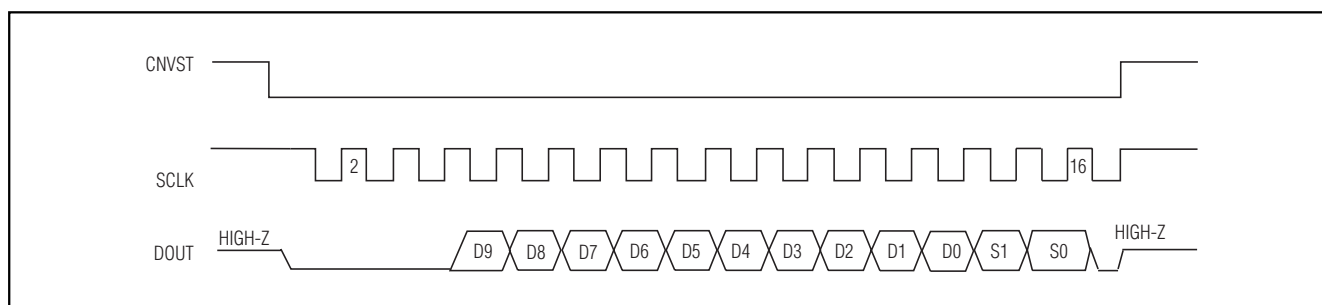 CNVST
SCLK
2
16
DOUT
HIGH-Z
D9
D8
D7
D6
D5
D4
D3
D2
D1
D0
S1
S0
HIGH-Z